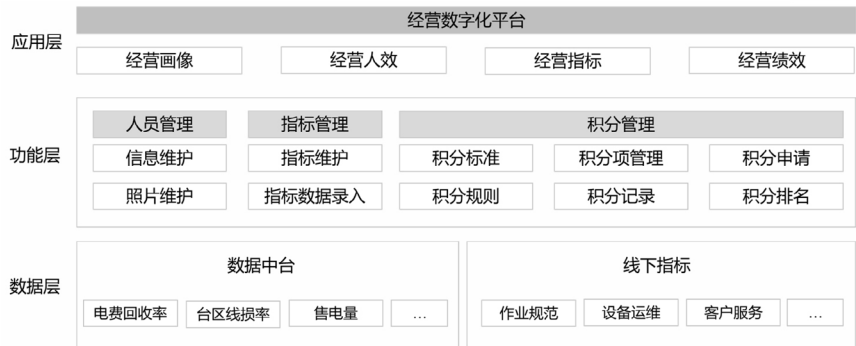 经营数字化平台
应用层
经营画像 经营人效 经营指标 经营绩效
人员管理 指标管理 积分管理
功能层
信息维护 指标维护 积分标准 积分项管理 积分申请
照片维护 指标数据录入 积分规则 积分记录 积分排名
数据中台 线下指标
数据层
电费回收率 台区线损率 售电量 … 作业规范 设备运维 客户服务 …